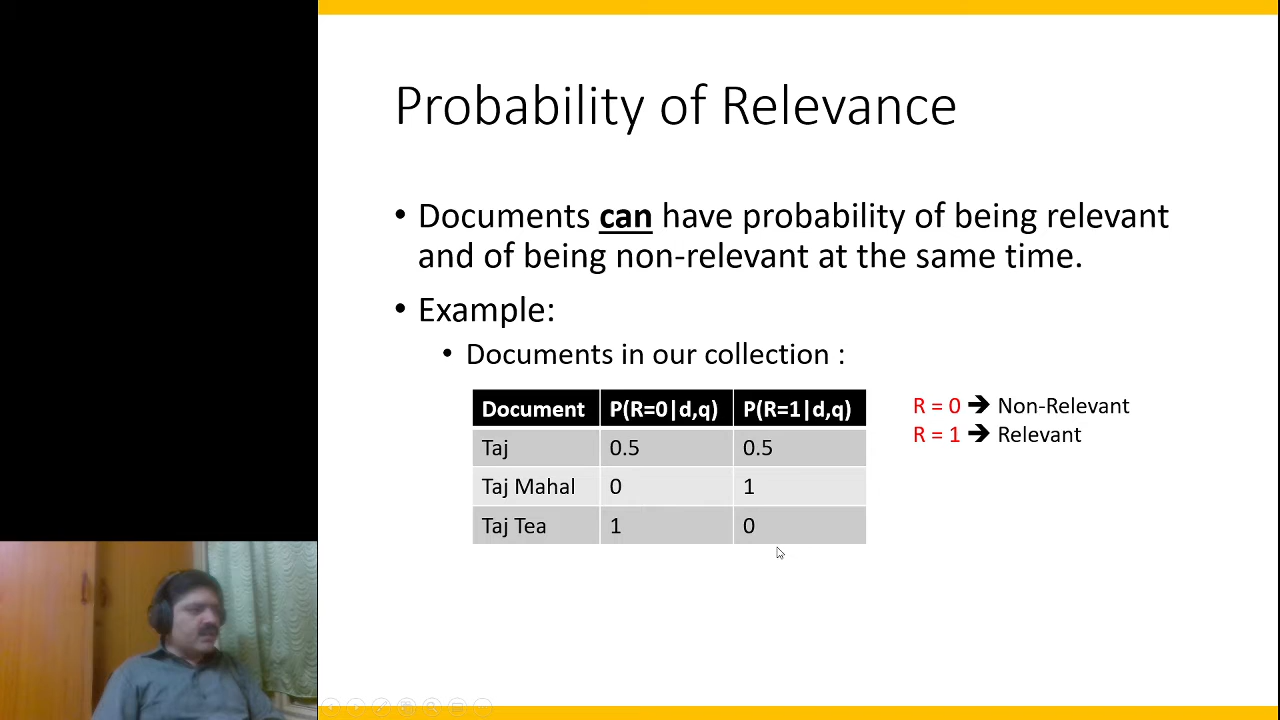 Probability of Relevance
• Documents can have probability of being relevant
and of being non-relevant at the same time.
• Example:
• Documents in our collection :
Document P(R=0|d,q) P(R=1|d,q)
Taj 0.5 0.5
Taj Mahal 0 1
Taj Tea 1 0
R = 0 ➔ Non-Relevant
R = 1 ➔ Relevant